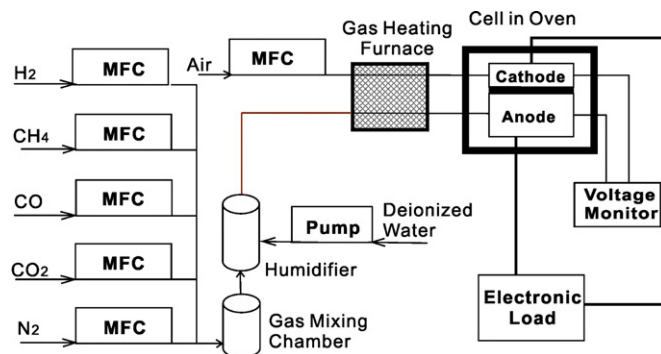 Gas Heating
Furnace
Cell in Oven
H2
MFC
Air
MFC
Cathode
Anode
CH4
MFC
CO
MFC
Voltage
Monitor
Pump
Deionized
Water
CO2
MFC
Humidifier
N2
MFC
Gas Mixing
Chamber
Electronic
Load